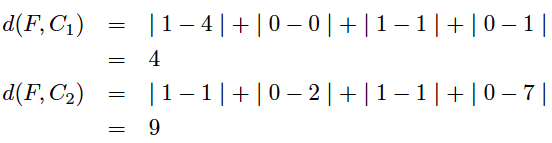 d(F, C₁) = | 1 − 4 | + | 0 − 0 | + | 1 − 1 | + | 0 − 1 |
= 4
d(F, C₂) = | 1 − 1 | + | 0 − 2 | + | 1 − 1 | + | 0 − 7 |
= 9